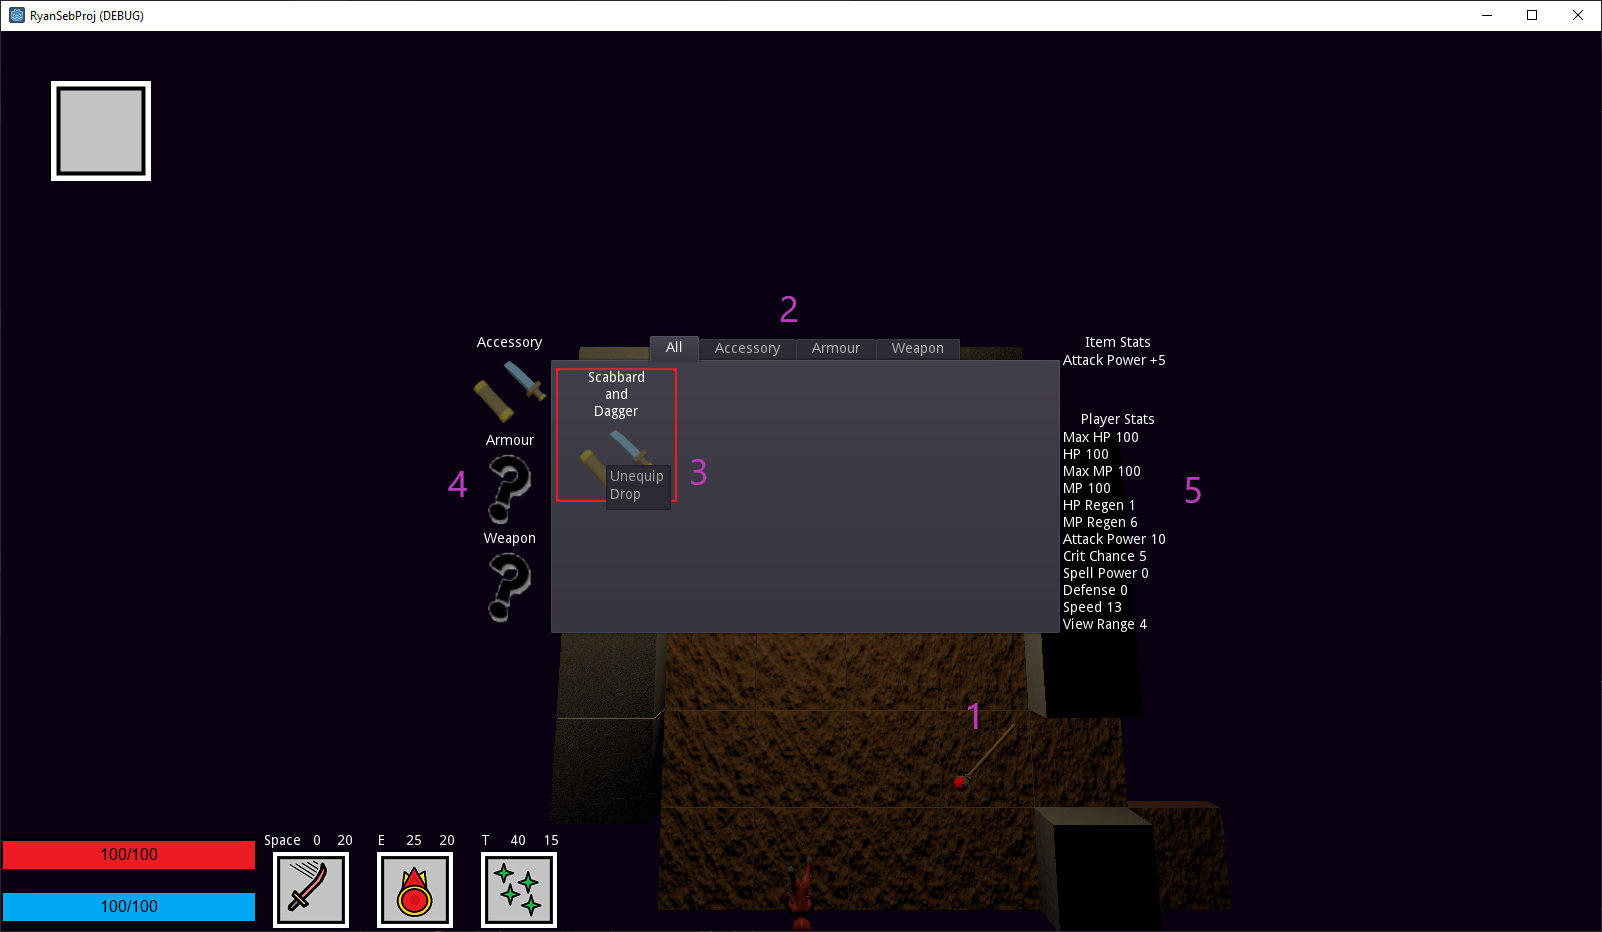 RyanSebProj (DEBUG)
2
Accessory
All Accessory Armour Weapon
Item Stats
Attack Power +5
Scabbard
and
Dagger
Unequip
Drop
3
Armour
4
Weapon
Player Stats
Max HP 100
HP 100
Max MP 100
MP 100
HP Regen 1
MP Regen 6
Attack Power 10
Crit Chance 5
Spell Power 0
Defense 0
Speed 13
View Range 4
5
1
100/100
100/100
Space 0 20
E 25 20
T 40 15